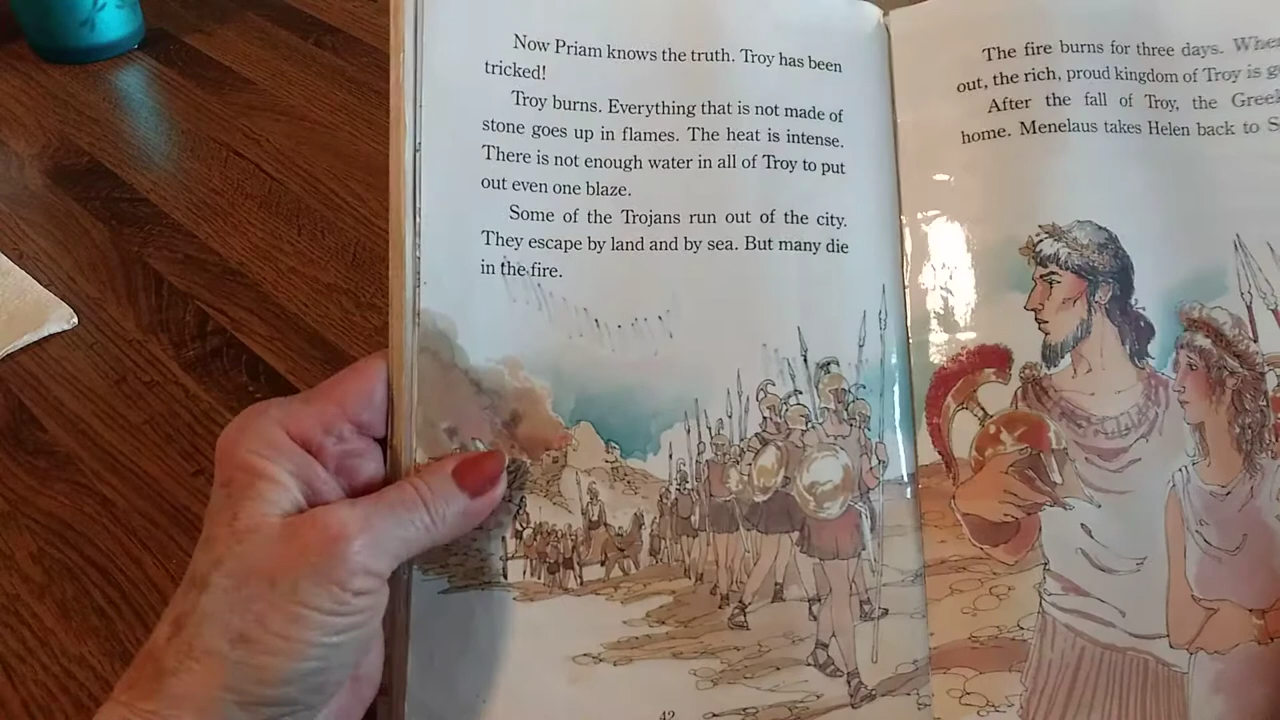 Now Priam knows the truth. Troy has been
tricked!
Troy burns. Everything that is not made of
stone goes up in flames. The heat is intense.
There is not enough water in all of Troy to put
out even one blaze.
Some of the Trojans run out of the city.
They escape by land and by sea. But many die
in the fire.
The fire burns for three days.
out, the rich, proud kingdom of Troy is
After the fall of Troy, the
home. Menelaus takes Helen back to